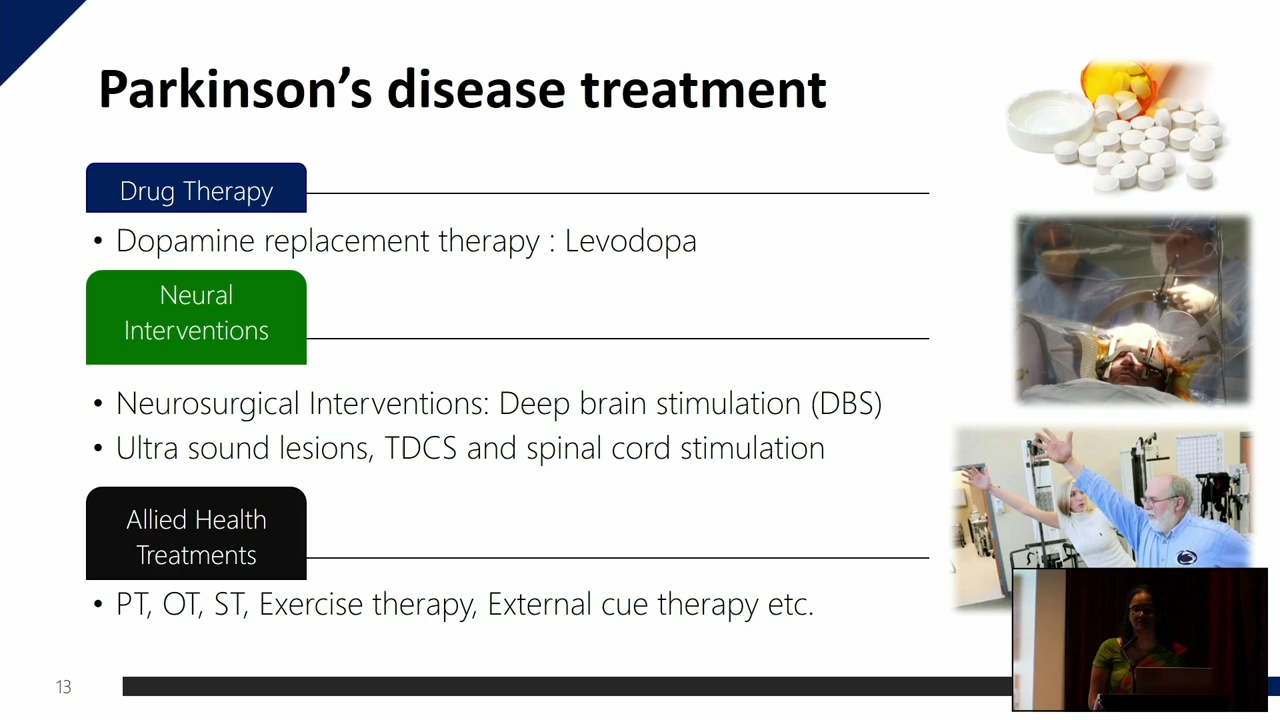 Parkinson's disease treatment
Drug Therapy
• Dopamine replacement therapy : Levodopa
Neural
Interventions
• Neurosurgical Interventions: Deep brain stimulation (DBS)
• Ultra sound lesions, TDCS and spinal cord stimulation
Allied Health
Treatments
• PT, OT, ST, Exercise therapy, External cue therapy etc.
13